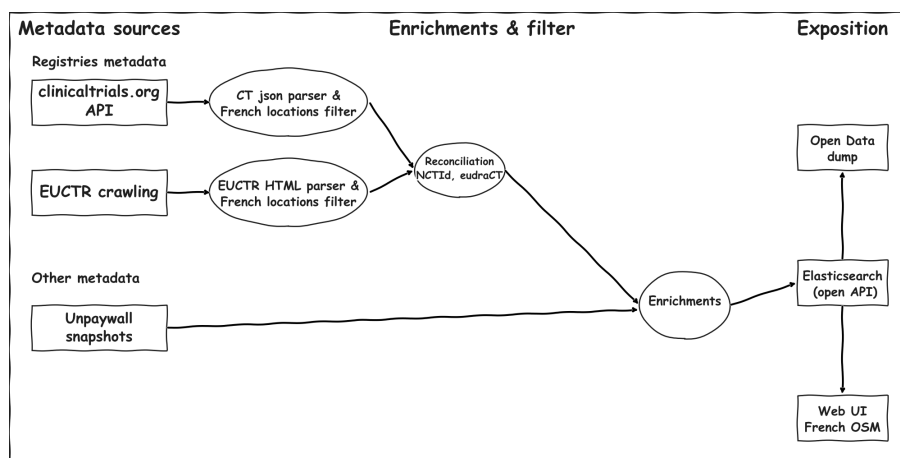 Metadata sources
Enrichments & filter
Exposition
Registries metadata
clinicaltrials.org
API
CT json parser &
French locations filter
Reconciliation
NCTId, eudraCT
Open Data
dump
EUCTR crawling
EUCTR HTML parser &
French locations filter
Other metadata
Unpaywall
snapshots
Enrichments
Elasticsearch
(open API)
Web UI
French OSM